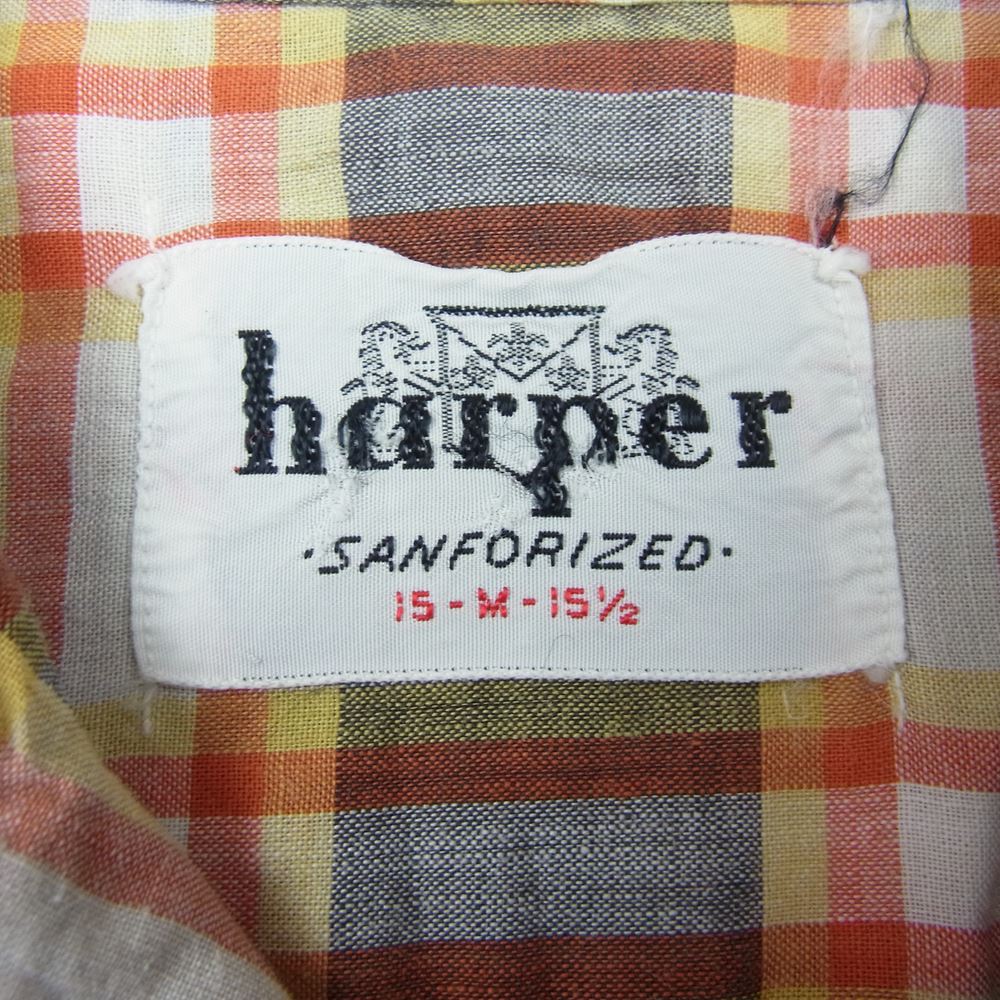 harper
·SANFORIZED·
15 - M - 15½